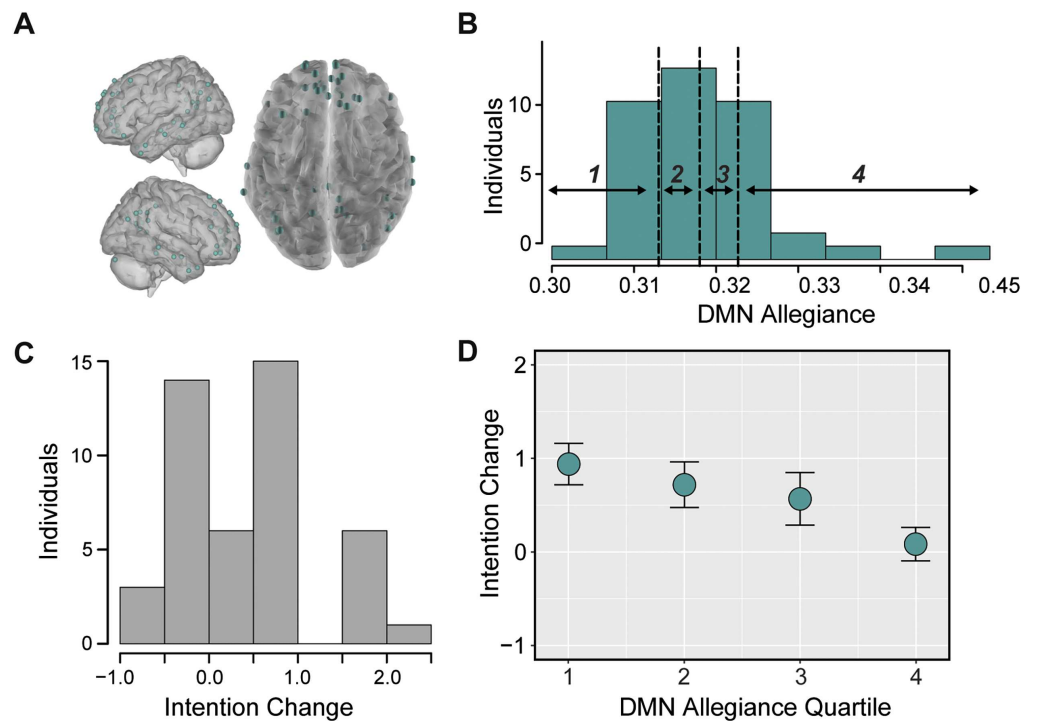 A
B
Individuals
10
5
0
1
2
3
4
0.30 0.31 0.32 0.33 0.34 0.45
DMN Allegiance
C
Individuals
15
10
5
0
−1.0 0.0 1.0 2.0
Intention Change
D
Intention Change
2
1
0
−1
1 2 3 4
DMN Allegiance Quartile